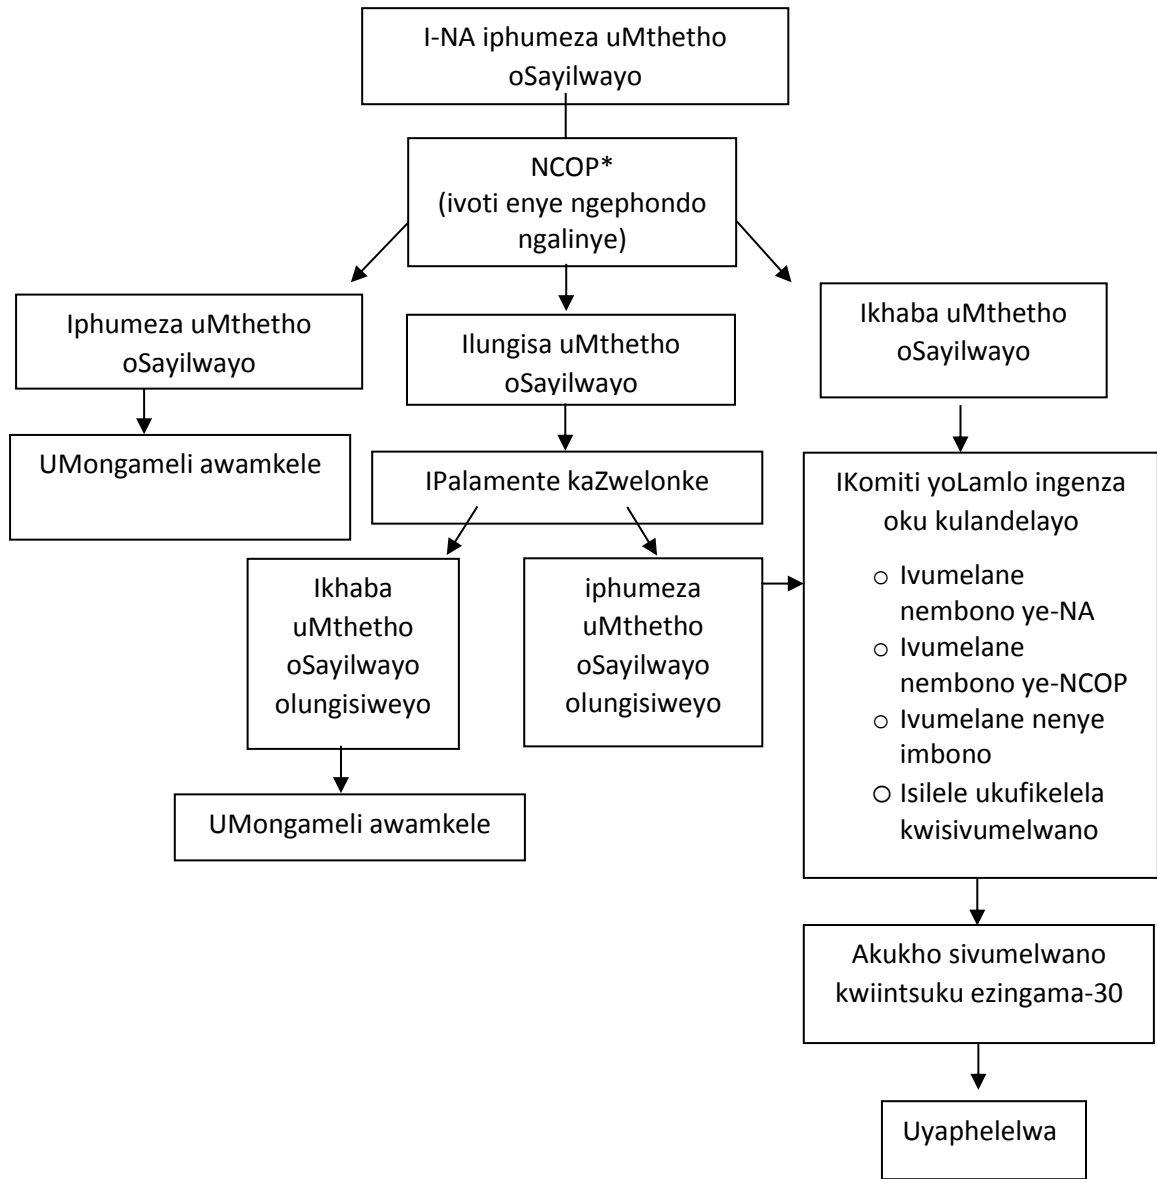 I-NA iphumeza uMthetho
oSayilwayo
NCOP*
(ivoti enye ngephondo
ngalinye)
Iphumeza uMthetho
oSayilwayo
Ilungisa uMthetho
oSayilwayo
Ikhaba uMthetho
oSayilwayo
UMongameli awamkele
IPalamente kaZwelonke
Ikhaba
uMthetho
oSayilwayo
olungisiweyo
iphumeza
uMthetho
oSayilwayo
olungisiweyo
UMongameli awamkele
IKomiti yoLamlo ingenza
oku kulandelayo
○ Ivumelane
nembono ye-NA
○ Ivumelane
nembono ye-NCOP
○ Ivumelane nenye
imbono
○ Isilele ukufikelela
kwisivumelwano
Akukho sivumelwano
kwiintsuku ezingama-30
Uyaphelelwa